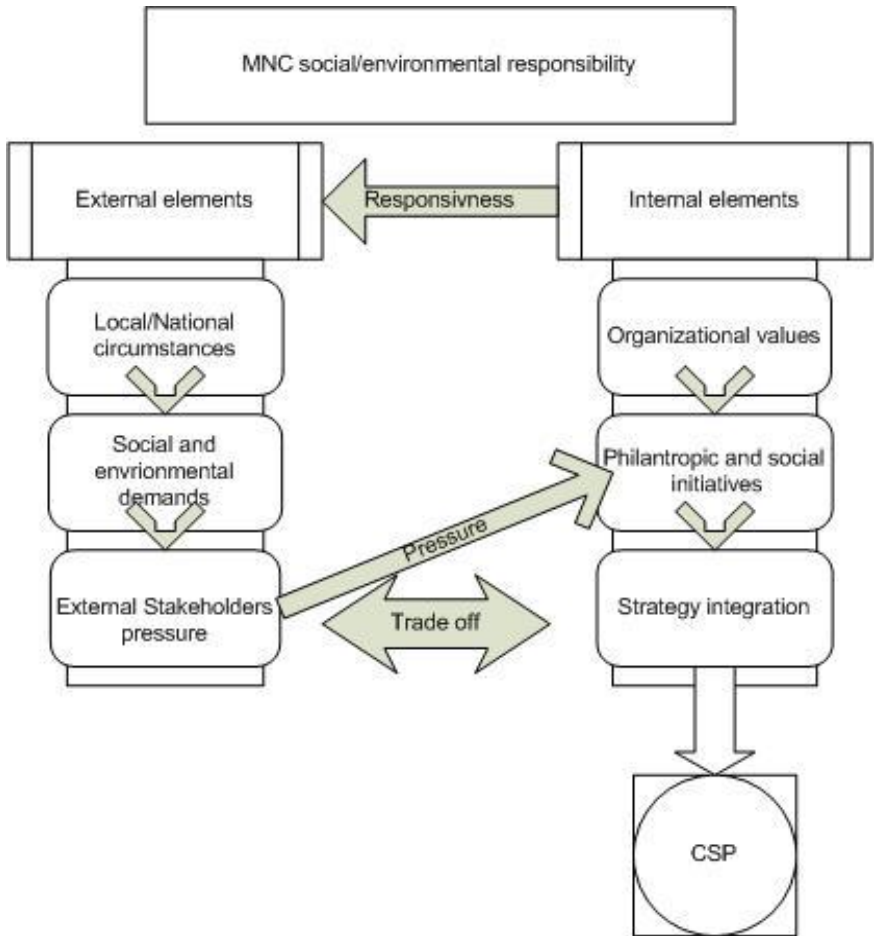 MNC social/environmental responsibility
External elements
Responsivness
Internal elements
Local/National
circumstances
Organizational values
Social and
envrionmental
demands
Philantropic and social
initiatives
Pressure
External Stakeholders
pressure
Trade off
Strategy integration
CSP